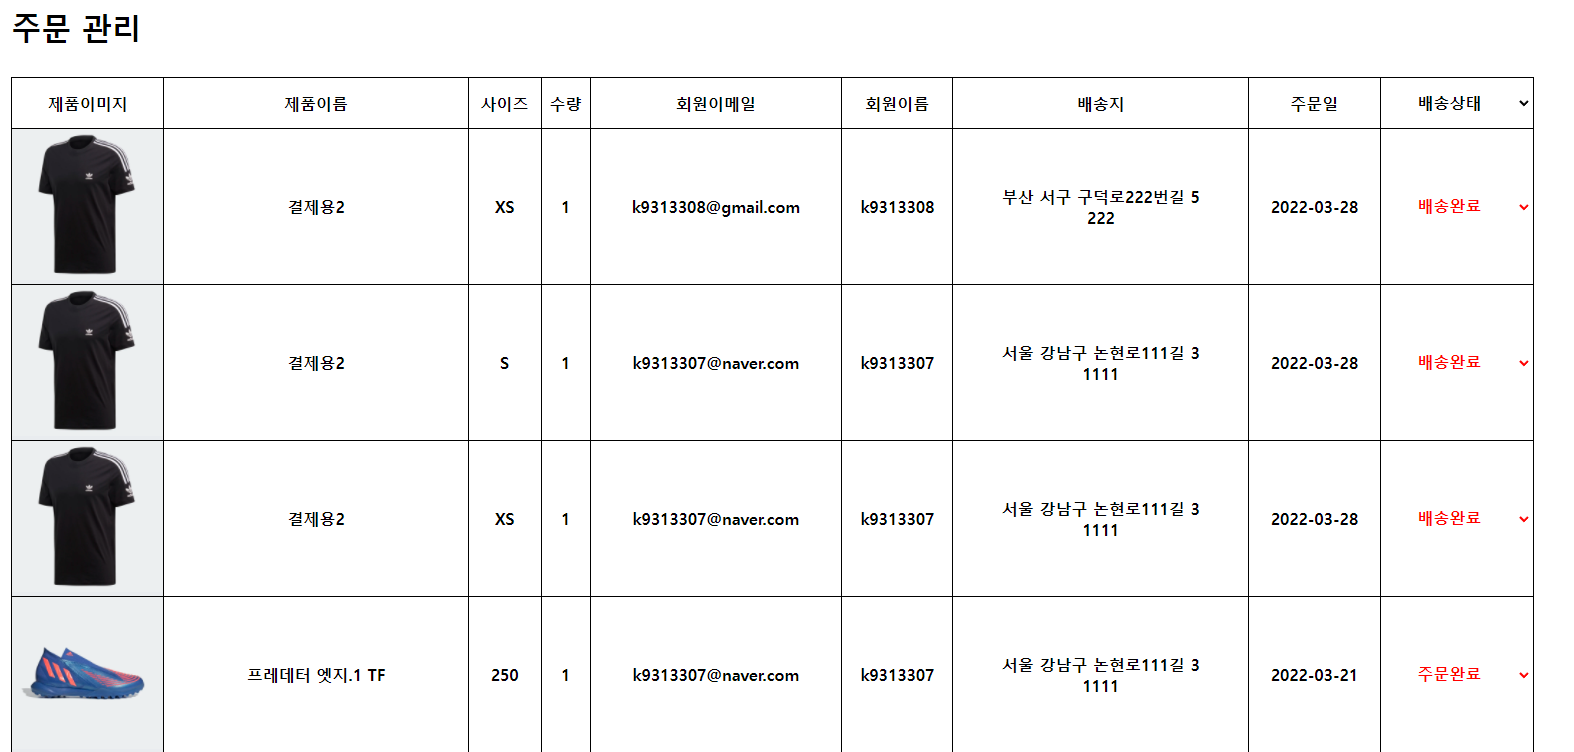 주문 관리
제품이미지 제품이름 사이즈 수량 회원이메일 회원이름 배송지 주문일 배송상태
결제용2 XS 1 k9313308@gmail.com k9313308 부산 서구 구덕로222번길 5 2022-03-28 배송완료
222
결제용2 S 1 k9313307@naver.com k9313307 서울 강남구 논현로111길 3 2022-03-28 배송완료
1111
결제용2 XS 1 k9313307@naver.com k9313307 서울 강남구 논현로111길 3 2022-03-28 배송완료
1111
프레데터 엣지.1 TF 250 1 k9313307@naver.com k9313307 서울 강남구 논현로111길 3 2022-03-21 주문완료
1111